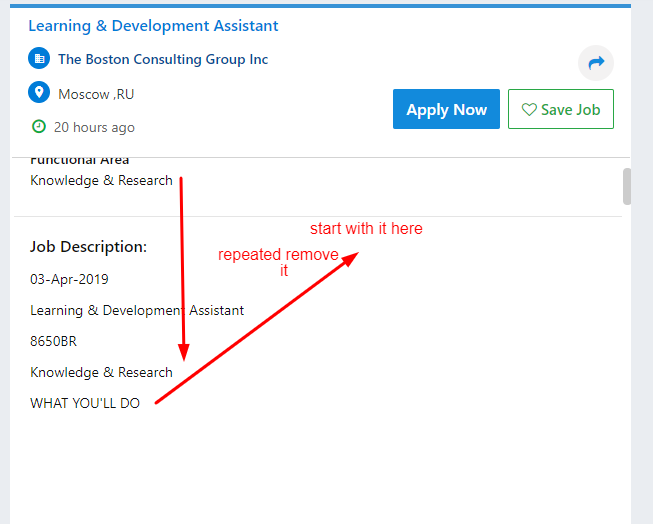 Learning & Development Assistant
The Boston Consulting Group Inc
Moscow ,RU
Apply Now
Save Job
20 hours ago
Functional Area
Knowledge & Research
start with it here
repeated remove
it
Job Description:
03-Apr-2019
Learning & Development Assistant
8650BR
Knowledge & Research
WHAT YOU'LL DO